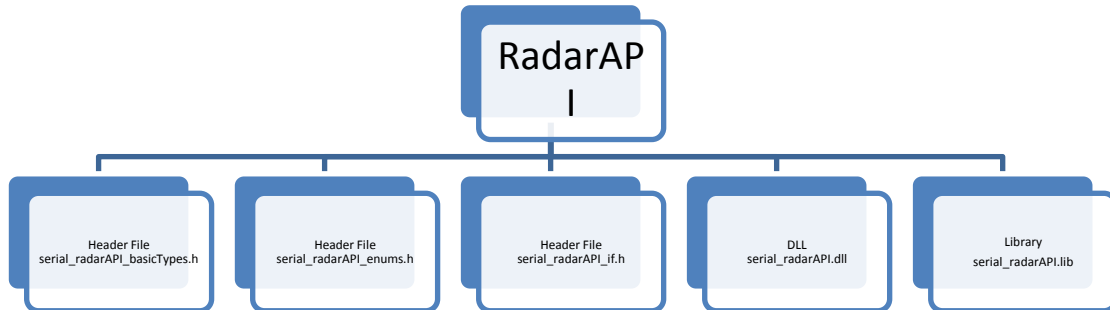 RadarAP
I
Header File
serial_radarAPI_basicTypes.h
Header File
serial_radarAPI_enums.h
Header File
serial_radarAPI_if.h
DLL
serial_radarAPI.dll
Library
serial_radarAPI.lib